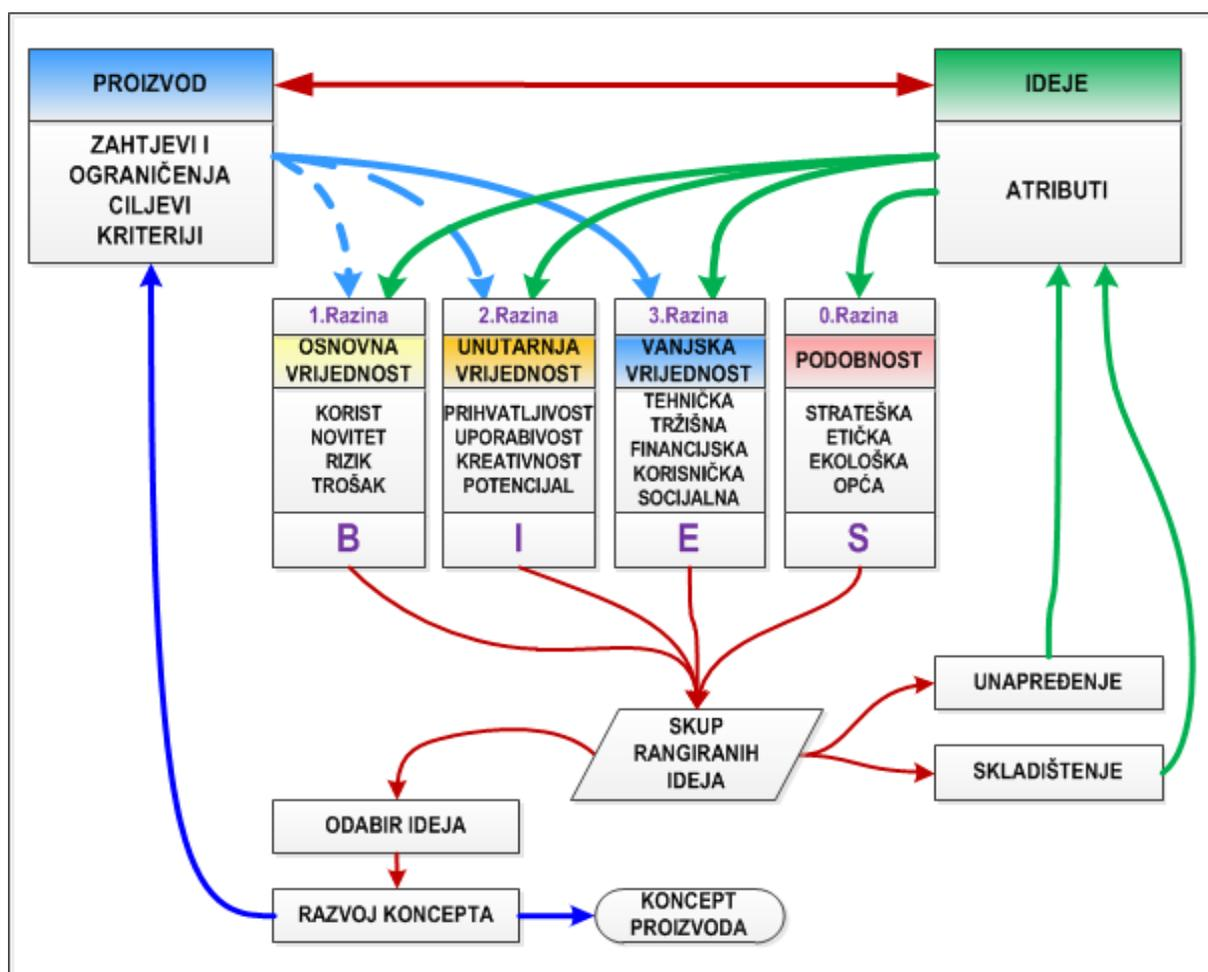 PROIZVOD
ZAHTJEVI I
OGRANIČENJA
CILJEVI
KRITERIJI
IDEJE
ATRIBUTI
1.Razina
OSNOVNA
VRIJEDNOST
KORIST
NOVITET
RIZIK
TROŠAK
B
2.Razina
UNUTARNJA
VRIJEDNOST
PRIHVATLJIVOST
UPORABIVOST
KREATIVNOST
POTENCIJAL
I
3.Razina
VANJSKA
VRIJEDNOST
TEHNIČKA
TRŽIŠNA
FINANCIJSKA
KORISNIČKA
SOCIJALNA
E
0.Razina
PODOBNOST
STRATEŠKA
ETIČKA
EKOLOŠKA
OPĆA
S
SKUP
RANGIRANIH
IDEJA
UNAPREĐENJE
SKLADIŠTENJE
ODABIR IDEJA
RAZVOJ KONCEPTA
KONCEPT
PROIZVODA